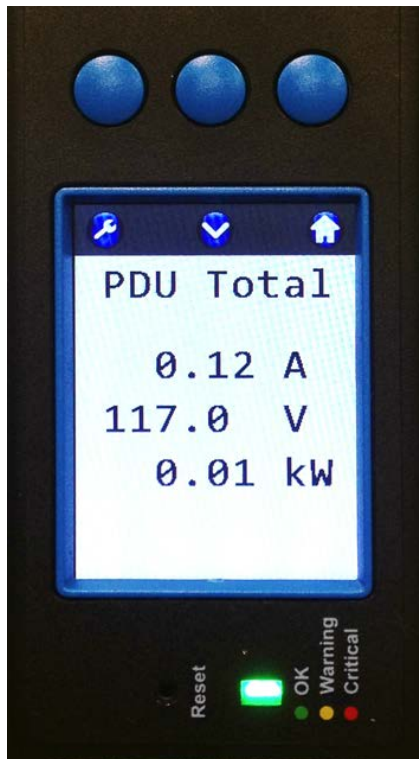 PDU Total
0.12 A
117.0 V
0.01 kW
Reset
OK
Warning
Critical